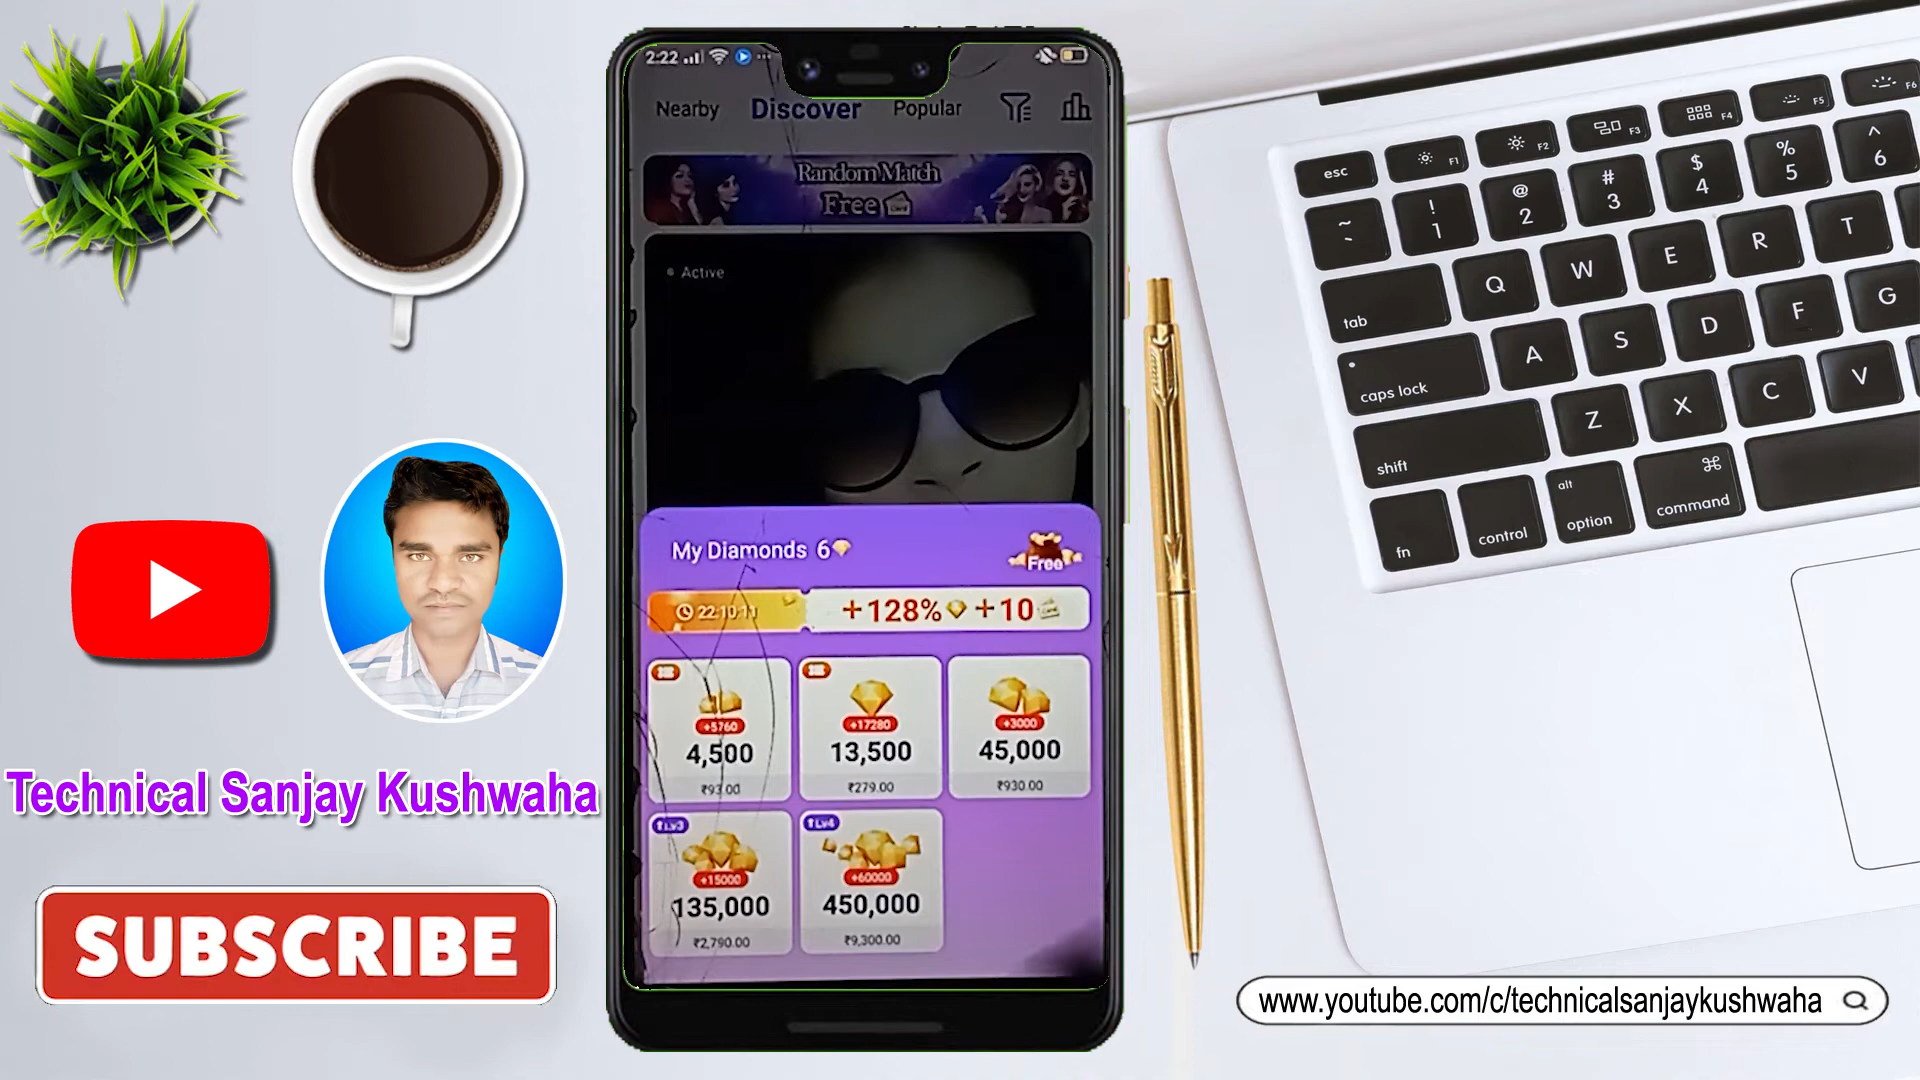 2:22
Nearby Discover Popular
Random Match
Free
Active
My Diamonds 6
Free
22:10:11 +128% +10
+5760 +17280 +3000
4,500 13,500 45,000
₹93.00 ₹279.00 ₹930.00
Lv3 Lv4
+15000 +60000
135,000 450,000
₹2,790.00 ₹9,300.00
Technical Sanjay Kushwaha
SUBSCRIBE
www.youtube.com/c/technicalsanjaykushwaha
esc F1 F2 F3 F4 F5 F6
~ ` ! 1 @ 2 # 3 $ 4 % 5 ^ 6
tab Q W E R T
caps lock A S D F G
shift Z X C V
fn control alt option ⌘ command